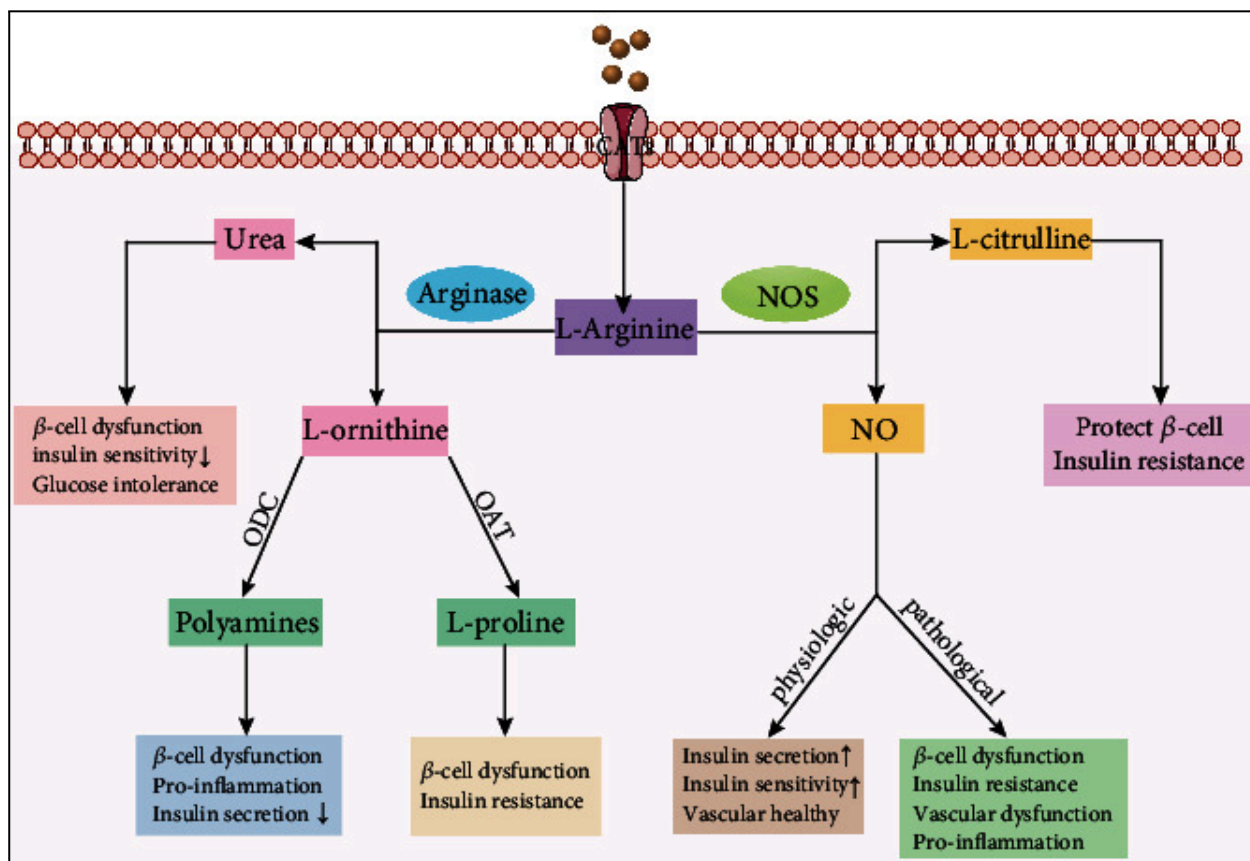 CATs
Urea
L-citrulline
Arginase
NOS
L-Arginine
β-cell dysfunction
insulin sensitivity↓
Glucose intolerance
L-ornithine
NO
Protect β-cell
Insulin resistance
ODC
OAT
Polyamines
L-proline
physiologic
pathological
β-cell dysfunction
Pro-inflammation
Insulin secretion ↓
β-cell dysfunction
Insulin resistance
Insulin secretion↑
Insulin sensitivity↑
Vascular healthy
β-cell dysfunction
Insulin resistance
Vascular dysfunction
Pro-inflammation